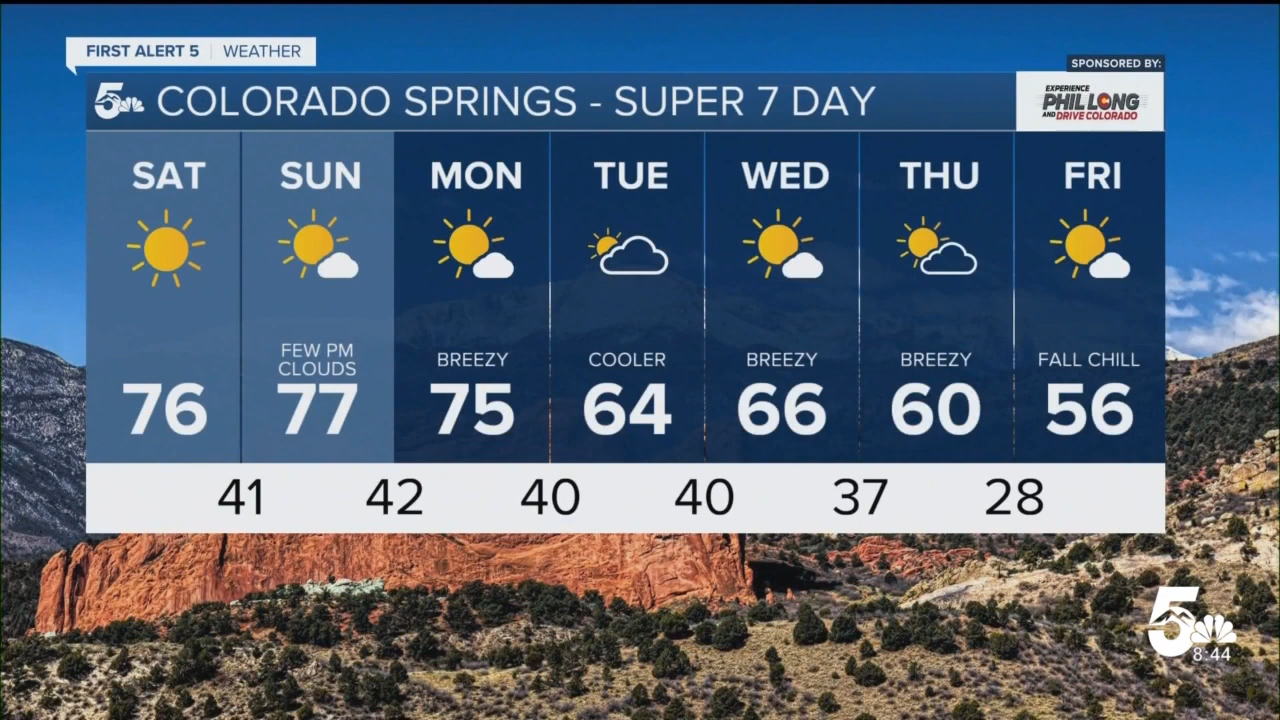 FIRST ALERT 5 | WEATHER
SPONSORED BY:
5 COLORADO SPRINGS - SUPER 7 DAY
EXPERIENCE
PHIL LONG
AND DRIVE COLORADO
SAT SUN MON TUE WED THU FRI
FEW PM
CLOUDS
BREEZY COOLER BREEZY BREEZY FALL CHILL
76 77 75 64 66 60 56
41 42 40 40 37 28
5
8:44